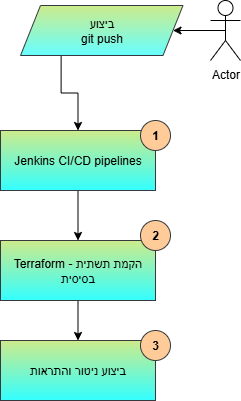 ביצוע
git push
Actor
1
Jenkins CI/CD pipelines
2
Terraform - הקמת תשתית
בסיסית
3
ביצוע ניטור והתראות